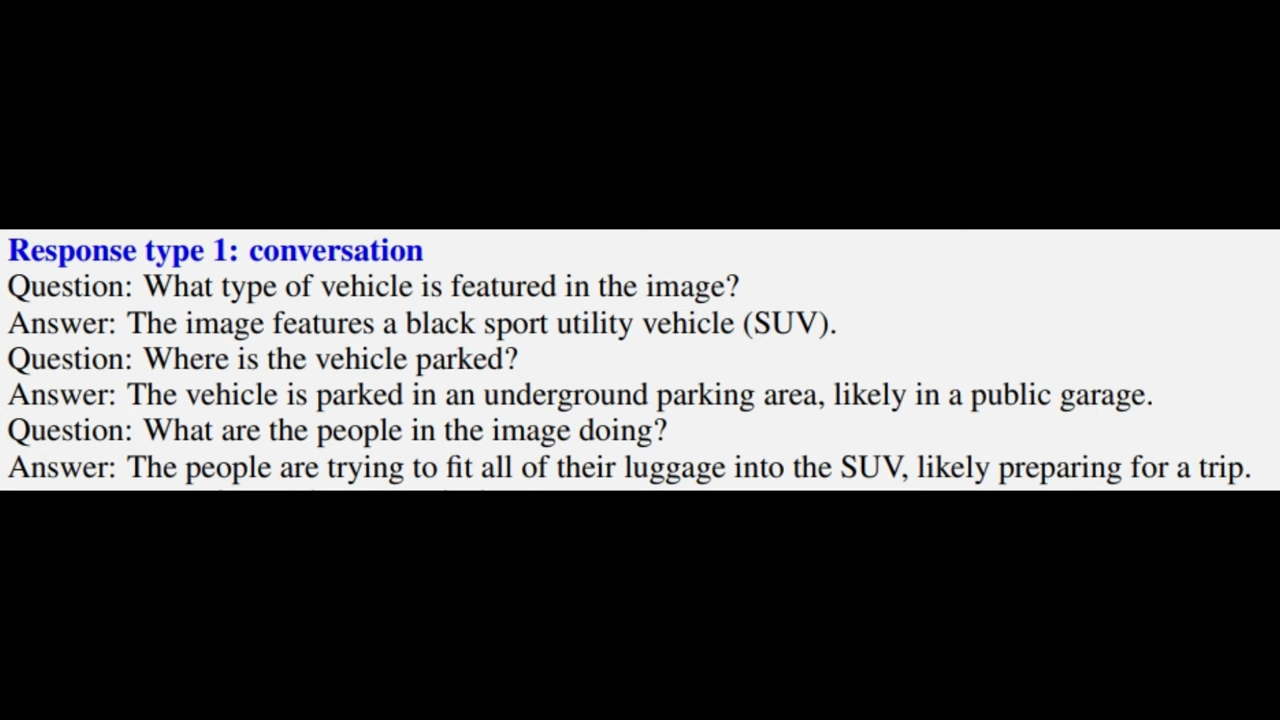 Response type 1: conversation
Question: What type of vehicle is featured in the image?
Answer: The image features a black sport utility vehicle (SUV).
Question: Where is the vehicle parked?
Answer: The vehicle is parked in an underground parking area, likely in a public garage.
Question: What are the people in the image doing?
Answer: The people are trying to fit all of their luggage into the SUV, likely preparing for a trip.